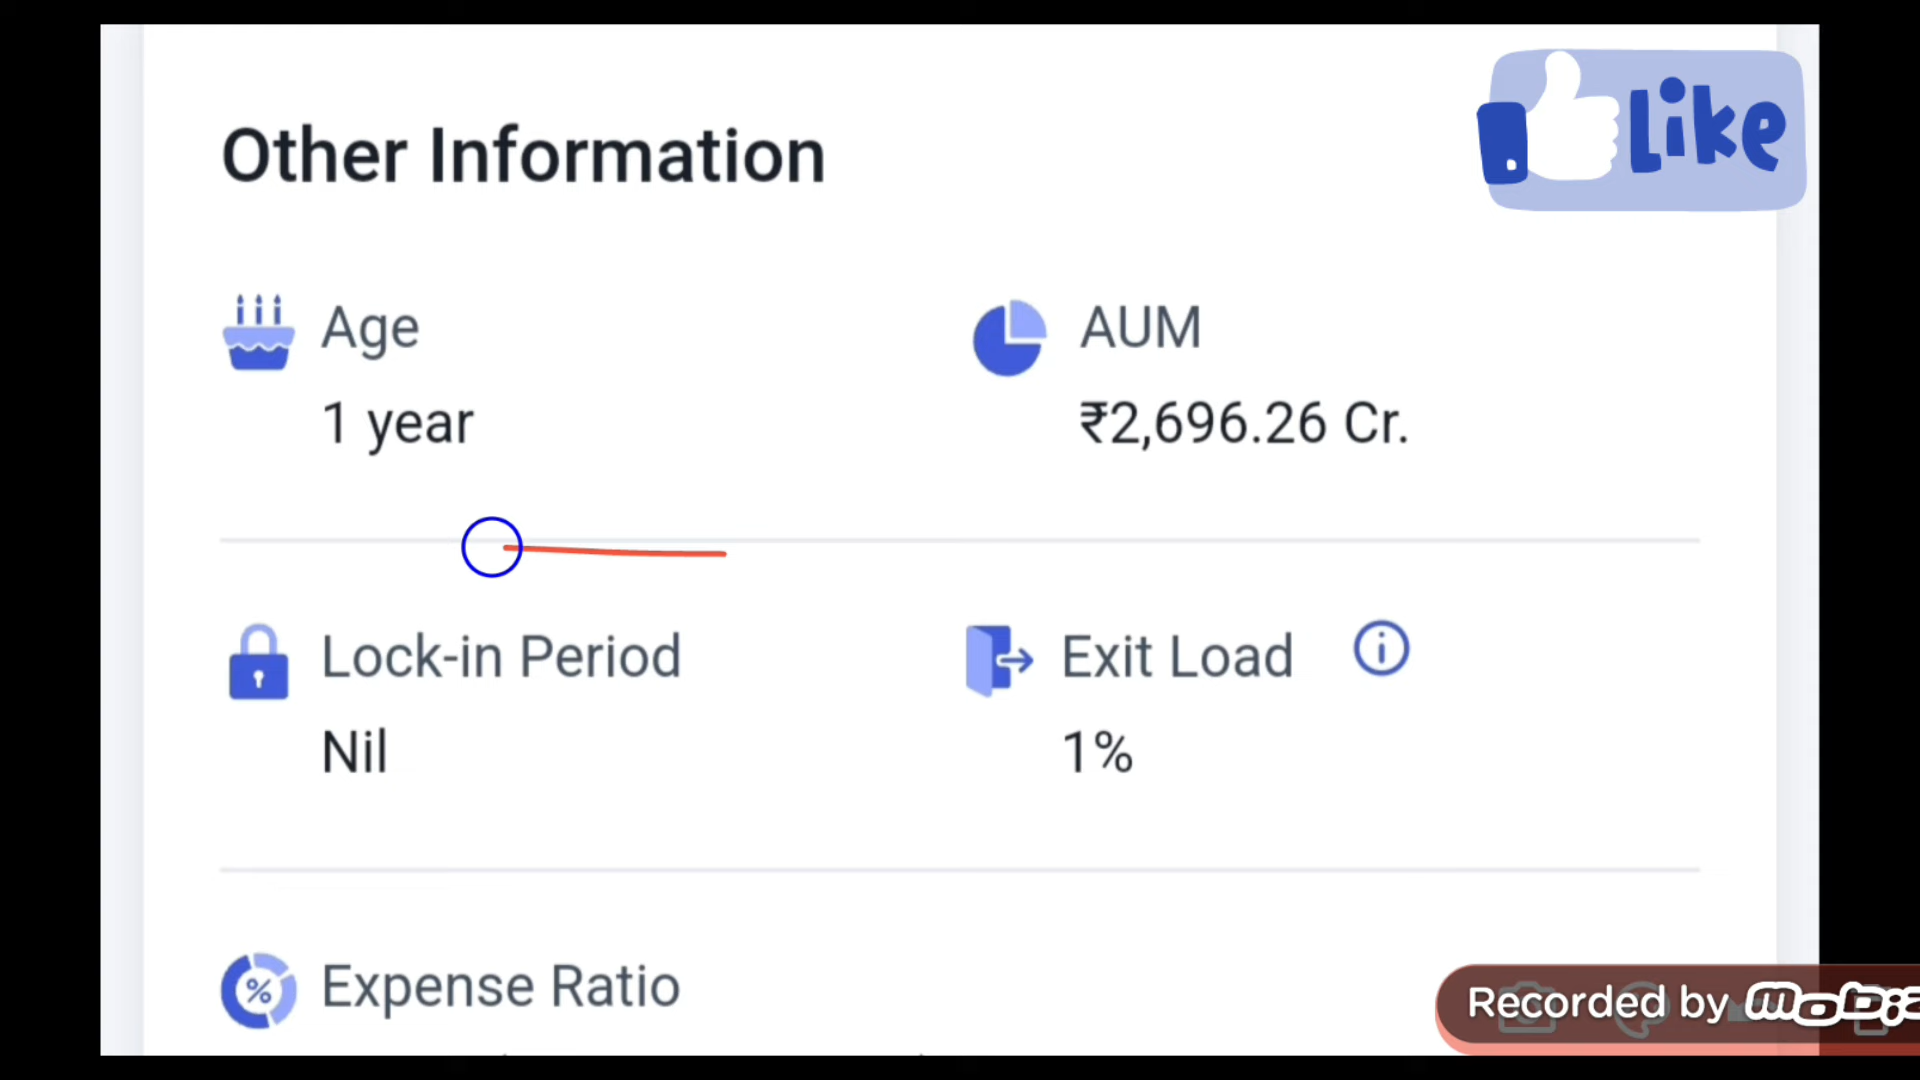 Like
Other Information
Age
AUM
1 year
₹2,696.26 Cr.
Lock-in Period
Exit Load
Nil
1%
Expense Ratio
Recorded by